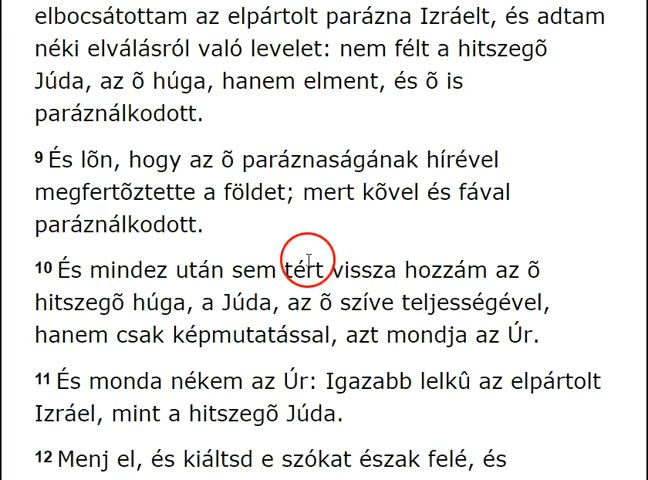 elbocsátottam az elpártolt parázna Izráelt, és adtam
néki elválásról való levelet: nem félt a hitszegõ
Júda, az õ húga, hanem elment, és õ is
paráználkodott.
9 És lõn, hogy az õ paráznaságának hírével
megfertõztette a földet; mert kõvel és fával
paráználkodott.
10 És mindez után sem tért vissza hozzám az õ
hitszegõ húga, a Júda, az õ szíve teljességével,
hanem csak képmutatással, azt mondja az Úr.
11 És monda nékem az Úr: Igazabb lelkû az elpártolt
Izráel, mint a hitszegõ Júda.
12 Menj el, és kiáltsd e szókat észak felé, és